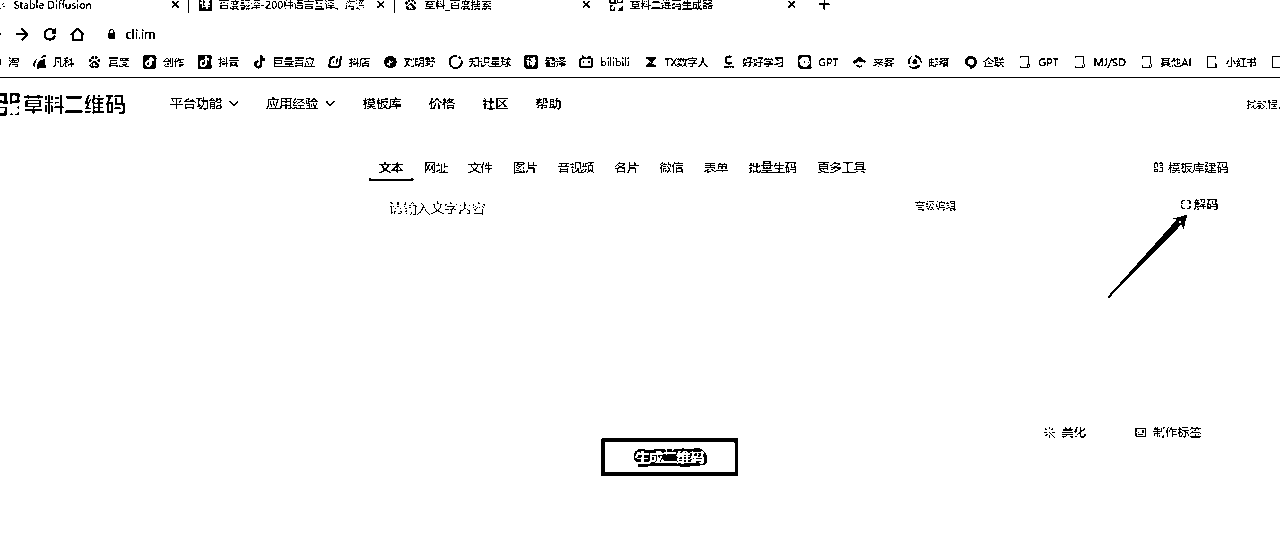 Stable Diffusion 百度翻译-200种语言互译、沟通 草料_百度搜索 草料二维码生成器
cli.im
湾 凡科 百度 创作 抖音 巨量百应 抖店 刘明野 知识星球 翻译 bilibili TX数字人 好好学习 GPT 来客 邮箱 企联 GPT MJ/SD 其他AI 小红书
草料二维码 平台功能 应用经验 模板库 价格 社区 帮助 找教程
文本 网址 文件 图片 音视频 名片 微信 表单 批量生码 更多工具 模板库建码
请输入文字内容 高级编辑 解码
美化 制作标签
生成二维码